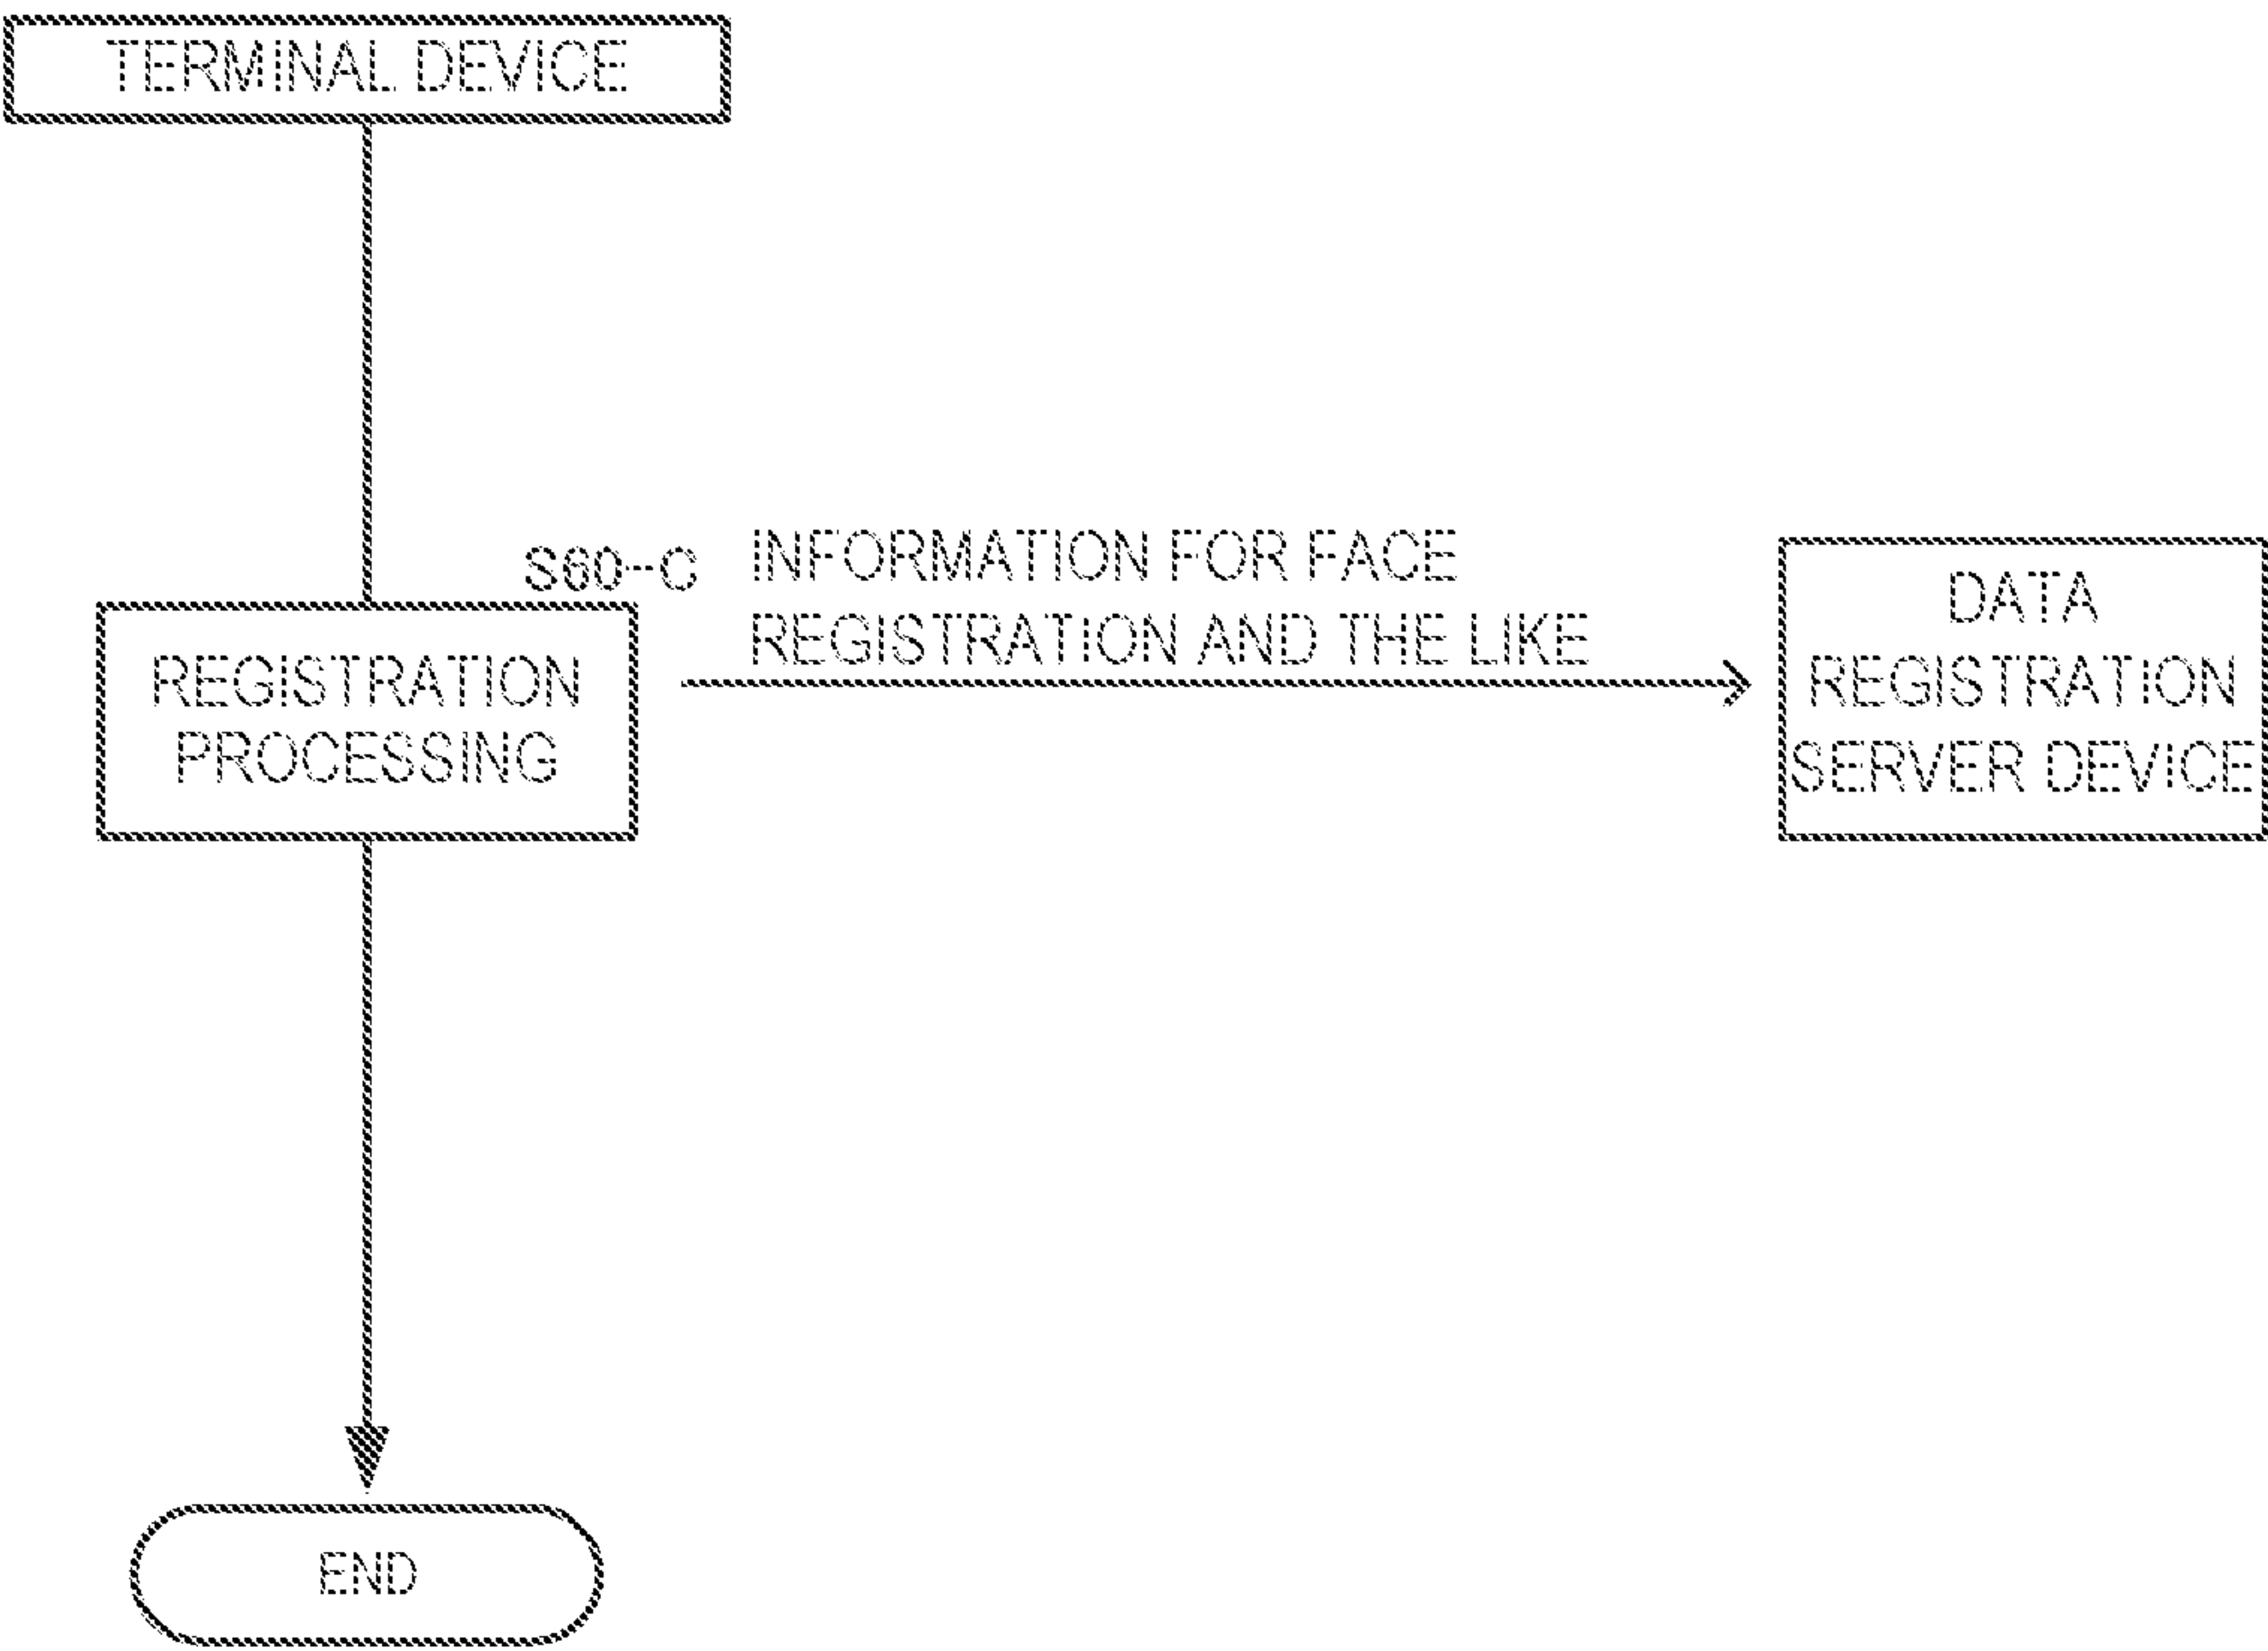 TERMINAL DEVICE
S60-C
INFORMATION FOR FACE
REGISTRATION AND THE LIKE
REGISTRATION
PROCESSING
DATA
REGISTRATION
SERVER DEVICE
END